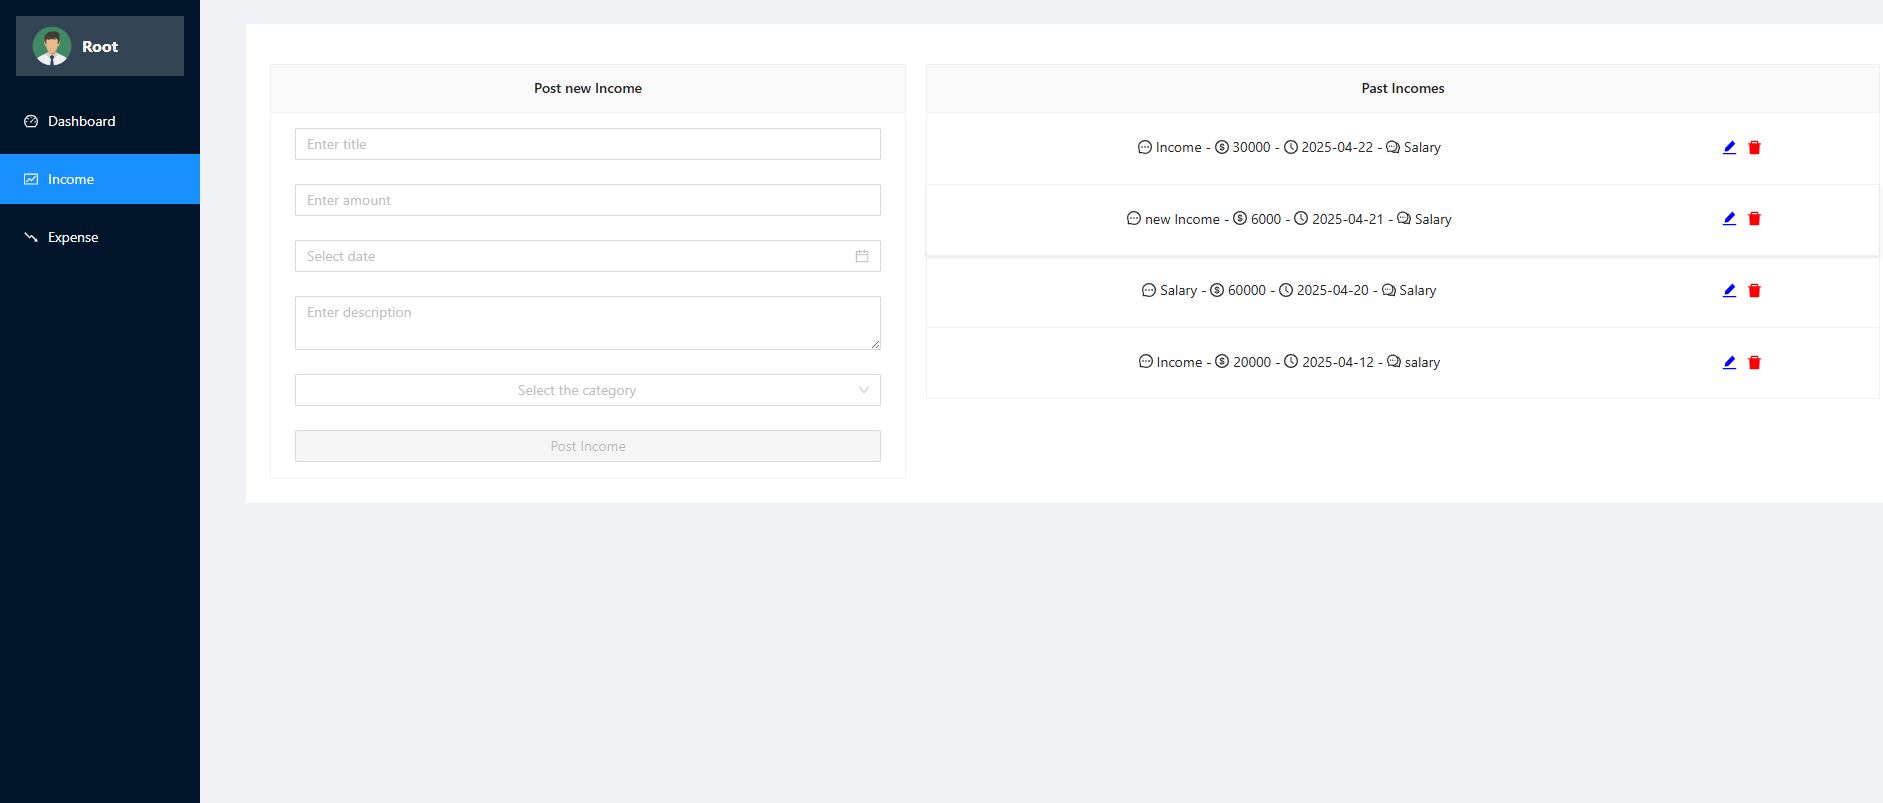 Root
Dashboard
Income
Expense
Post new Income
Enter title
Enter amount
Select date
Enter description
Select the category
Post Income
Past Incomes
Income - 30000 - 2025-04-22 - Salary
new Income - 6000 - 2025-04-21 - Salary
Salary - 60000 - 2025-04-20 - Salary
Income - 20000 - 2025-04-12 - salary